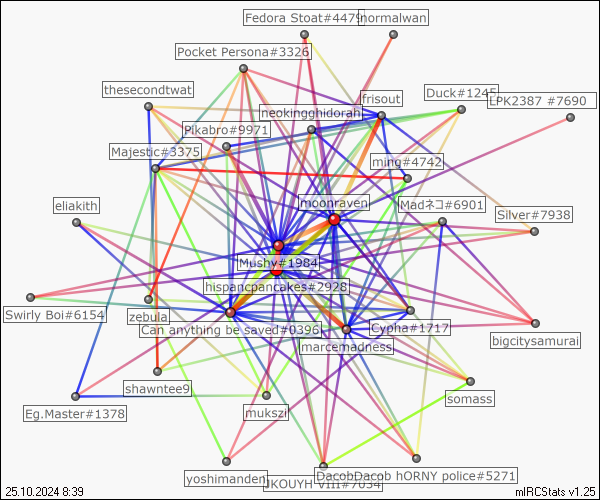 Fedora Stoat#4479
normalwan
Pocket Persona#3326
thesecondtwat
frisout
Duck#1245
LPK2387 #7690
neokingghidorah
Pikabro#9971
Majestic#3375
ming#4742
moonraven
Madネコ#6901
eliakith
Silver#7938
Mushy#1984
hispancpancakes#2928
Swirly Boi#6154
zebula
Can anything be saved#0396
Cypha#1717
marcemadness
bigcitysamurai
shawntee9
somass
Eg.Master#1378
mukszi
yoshimanden
JKOUYH VIII#7034
DacobDacob hORNY police#5271
25.10.2024 8:39
mIRCStats v1.25